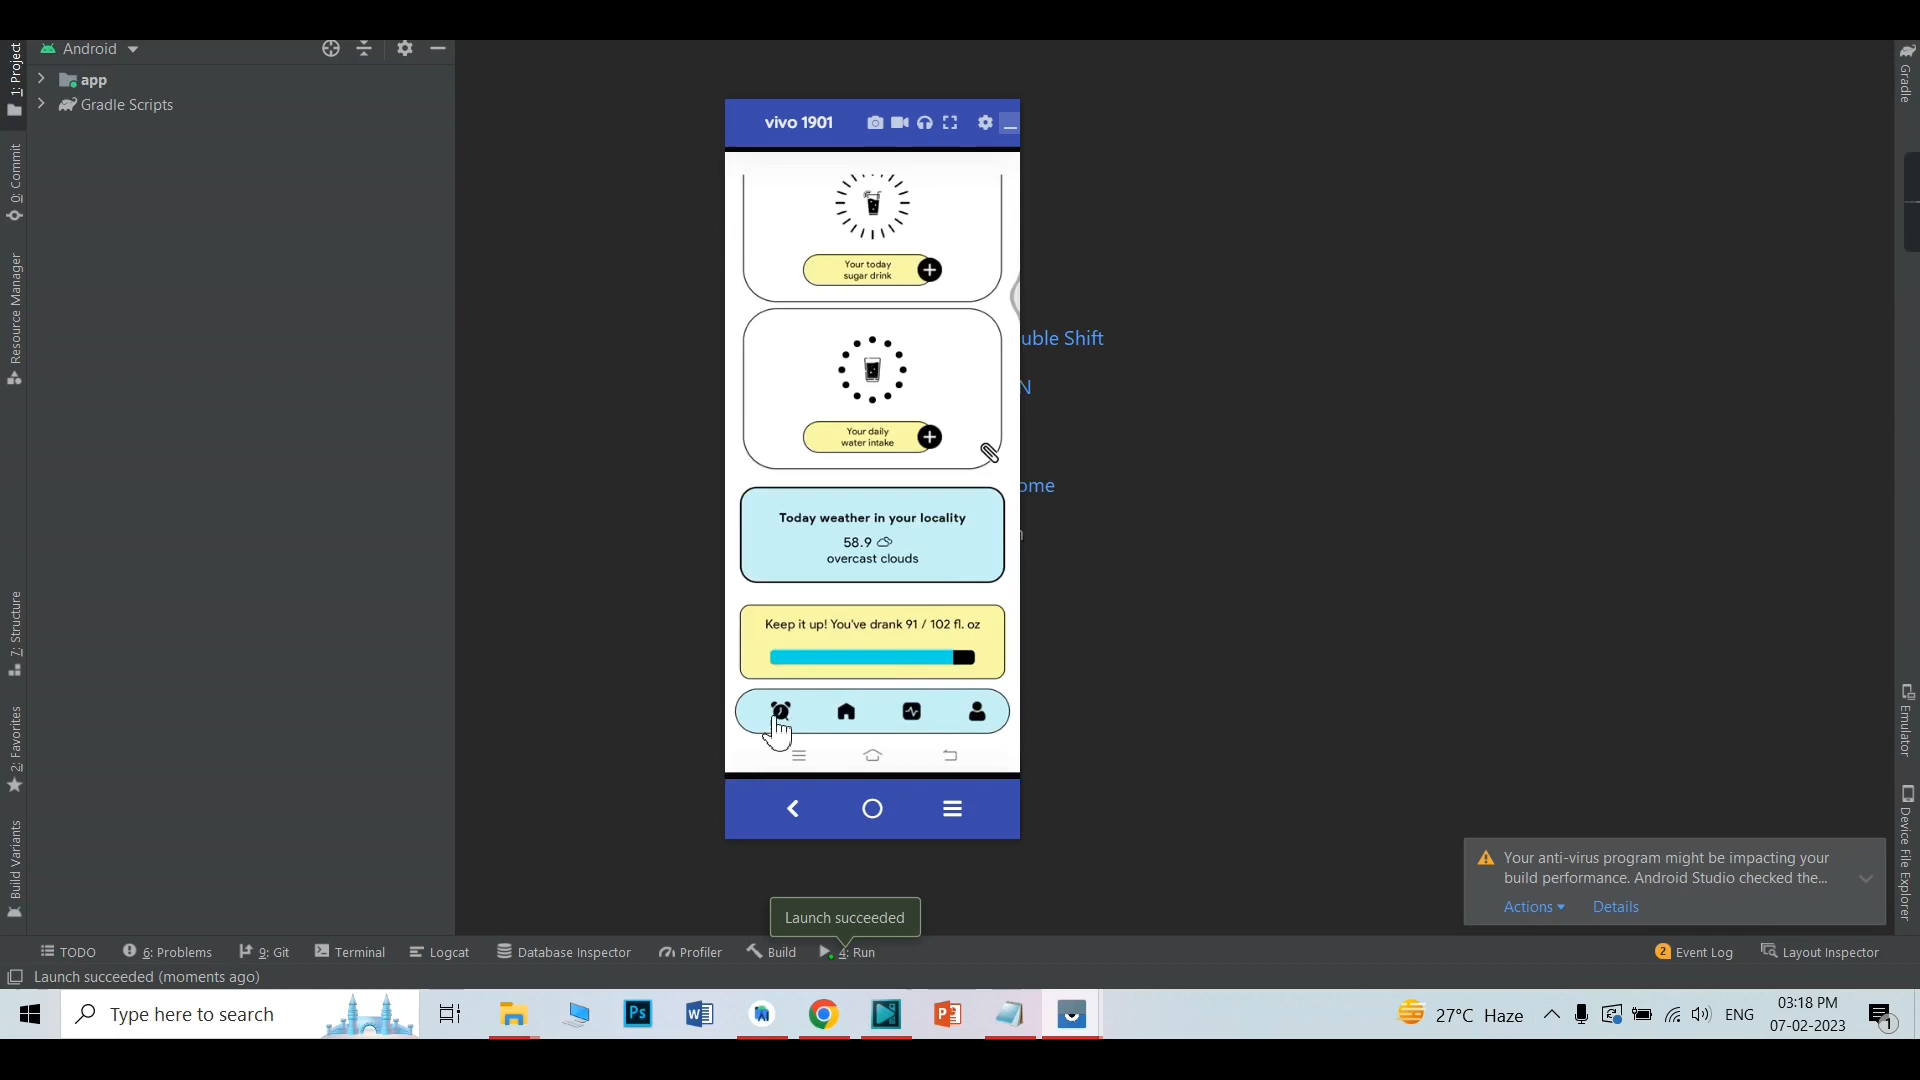 1: Project
Android
app
Gradle Scripts
0: Commit
Resource Manager
7: Structure
2: Favorites
Build Variants
vivo 1901
Your today
sugar drink
Your daily
water intake
Today weather in your locality
58.9
overcast clouds
Keep it up! You've drank 91 / 102 fl. oz
uble Shift
N
ome
Gradle
Emulator
Device File Explorer
Your anti-virus program might be impacting your
build performance. Android Studio checked the...
Actions
Details
Launch succeeded
TODO
6: Problems
9: Git
Terminal
Logcat
Database Inspector
Profiler
Build
4: Run
2 Event Log
Layout Inspector
Launch succeeded (moments ago)
Type here to search
27°C Haze
ENG
03:18 PM
07-02-2023
1